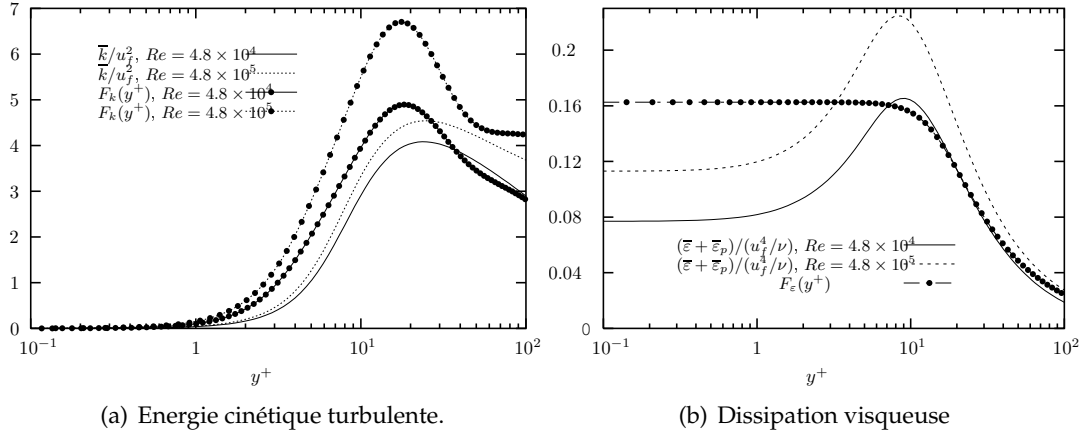 7
6
5
4
3
2
1
0
k̅/u_f^2, Re = 4.8 × 10^4
k̅/u_f^2, Re = 4.8 × 10^5
F_k(y^+), Re = 4.8 × 10^4
F_k(y^+), Re = 4.8 × 10^5
10^-1 1 10^1 10^2
y^+
(a) Energie cinétique turbulente.
0.2
0.16
0.12
0.08
0.04
0
(ε̅ + ε̅_p)/(u_f^4/ν), Re = 4.8 × 10^4
(ε̅ + ε̅_p)/(u_f^4/ν), Re = 4.8 × 10^5
F_ε(y^+)
10^-1 1 10^1 10^2
y^+
(b) Dissipation visqueuse